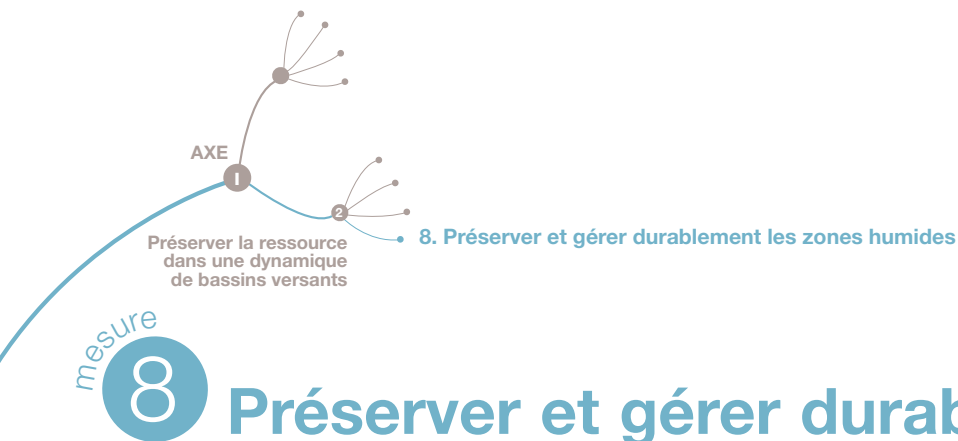 AXE
I
2
8. Préserver et gérer durablement les zones humides
Préserver la ressource
dans une dynamique
de bassins versants
mesure
8
Préserver et gérer durab